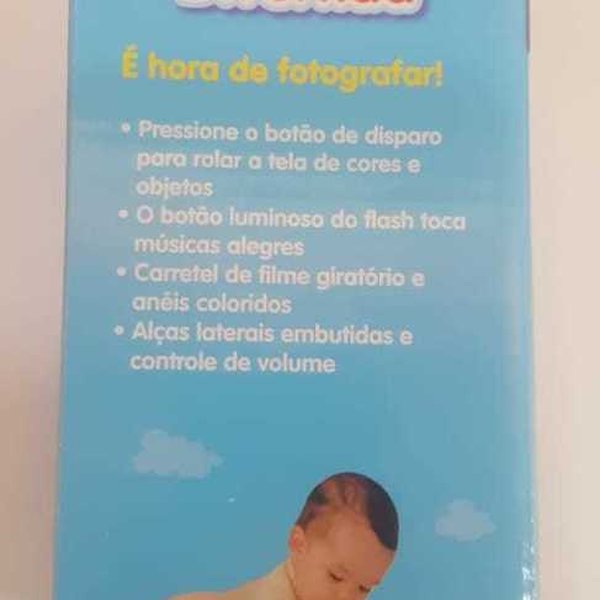 É hora de fotografar!
• Pressione o botão de disparo
para rolar a tela de cores e
objetos
• O botão luminoso do flash toca
músicas alegres
• Carretel de filme giratório e
anéis coloridos
• Alças laterais embutidas e
controle de volume